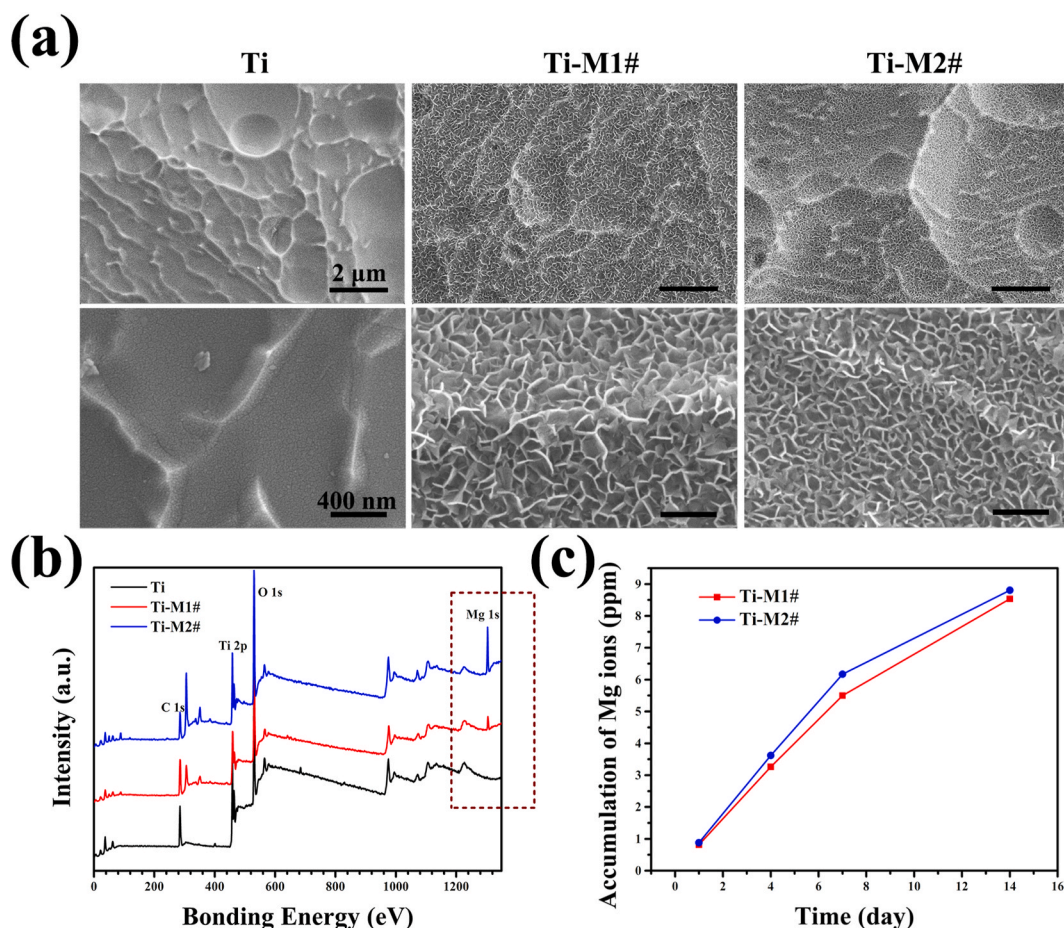 (a)
Ti
Ti-M1#
Ti-M2#
2 µm
400 nm
(b)
Ti
Ti-M1#
Ti-M2#
O 1s
Mg 1s
Ti 2p
C 1s
Intensity (a.u.)
0 200 400 600 800 1000 1200
Bonding Energy (eV)
(c)
Accumulation of Mg ions (ppm)
9
8
7
6
5
4
3
2
1
0
Ti-M1#
Ti-M2#
0 2 4 6 8 10 12 14 16
Time (day)